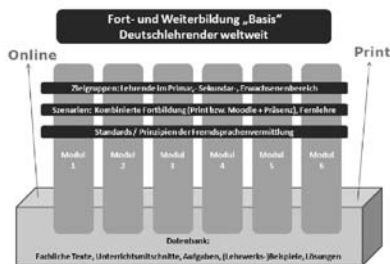 Fort- und Weiterbildung „Basis"
Deutschlehrender weltweit
Online
Print
Zielgruppen: Lehrende im Primar,- Sekundar-, Erwachsenenbereich
Szenarien: Kombinierte Fortbildung (Print bzw. Moodle + Präsenz), Fernlehre
Standards / Prinzipien der Fremdsprachenvermittlung
Modul 1
Modul 2
Modul 3
Modul 4
Modul 5
Modul 6
Datenbank:
Fachliche Texte, Unterrichtsmitschnitte, Aufgaben, (Lehrwerks-)Beispiele, Lösungen